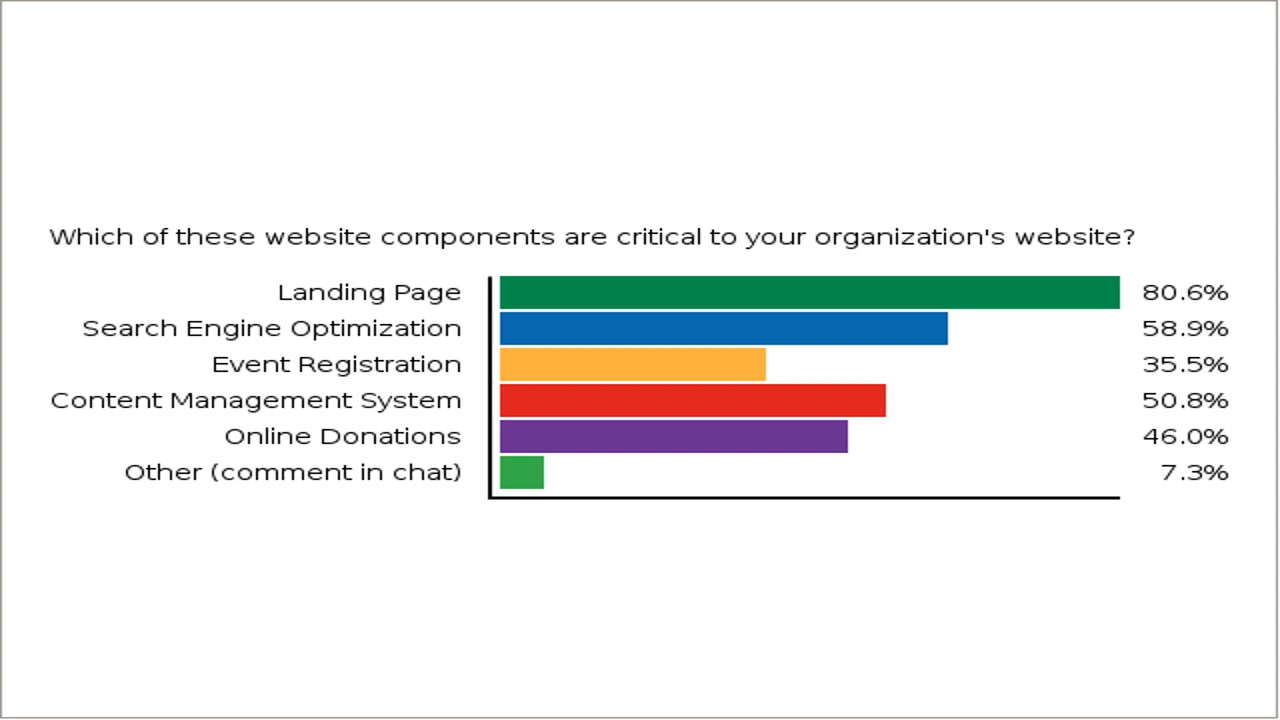 Which of these website components are critical to your organization's website?
Landing Page 80.6%
Search Engine Optimization 58.9%
Event Registration 35.5%
Content Management System 50.8%
Online Donations 46.0%
Other (comment in chat) 7.3%